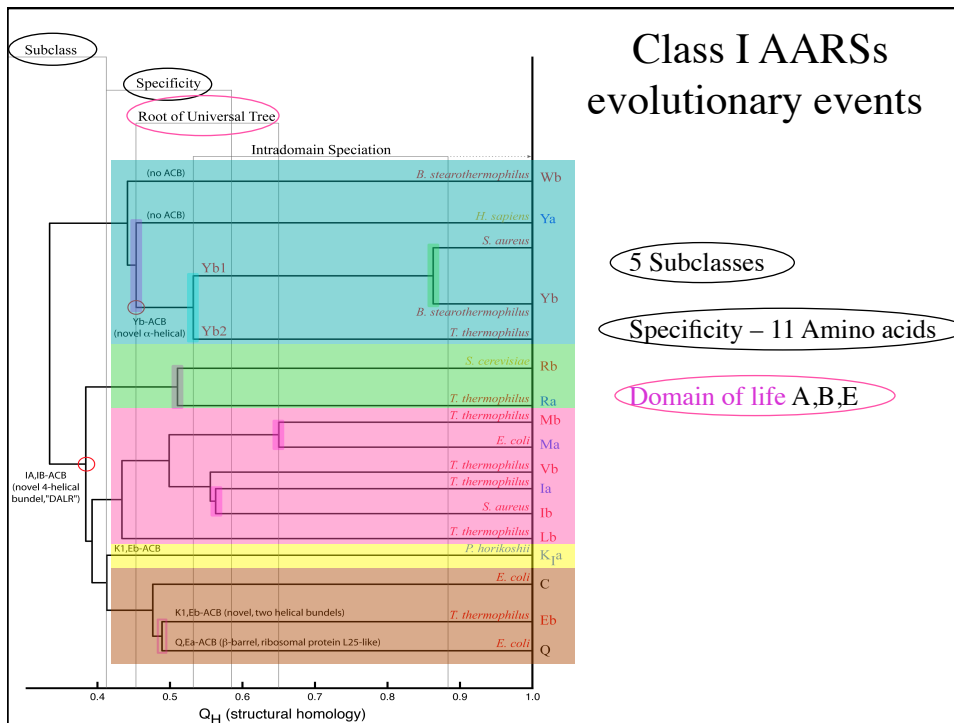 Class I AARSs
evolutionary events
Subclass
Specificity
Root of Universal Tree
Intradomain Speciation
(no ACB)
B. stearothermophilus
Wb
(no ACB)
H. sapiens
Ya
S. aureus
Yb1
Yb
B. stearothermophilus
Yb-ACB
(novel α-helical)
Yb2
T. thermophilus
S. cerevisiae
Rb
T. thermophilus
Ra
T. thermophilus
Mb
E. coli
Ma
IA,IB-ACB
(novel 4-helical
bundel,"DALR")
T. thermophilus
Vb
T. thermophilus
Ia
S. aureus
Ib
T. thermophilus
Lb
K1,Eb-ACB
P. horikoshii
KIa
E. coli
C
K1,Eb-ACB (novel, two helical bundels)
T. thermophilus
Eb
Q,Ea-ACB (β-barrel, ribosomal protein L25-like)
E. coli
Q
0.4 0.5 0.6 0.7 0.8 0.9 1.0
QH (structural homology)
5 Subclasses
Specificity – 11 Amino acids
Domain of life A,B,E